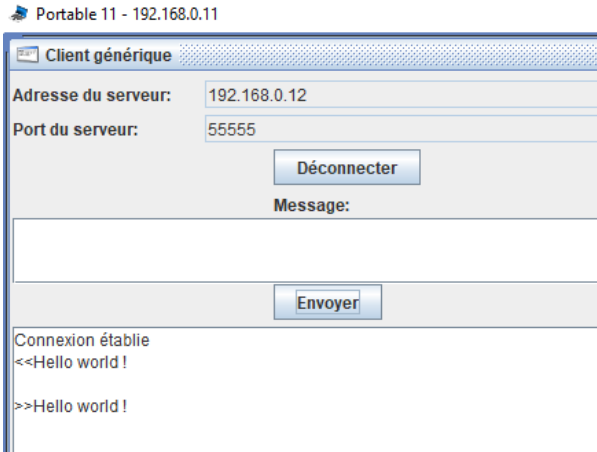 Portable 11 - 192.168.0.11
Client générique
Adresse du serveur: 192.168.0.12
Port du serveur: 55555
Déconnecter
Message:
Envoyer
Connexion établie
<<Hello world !
>>Hello world !